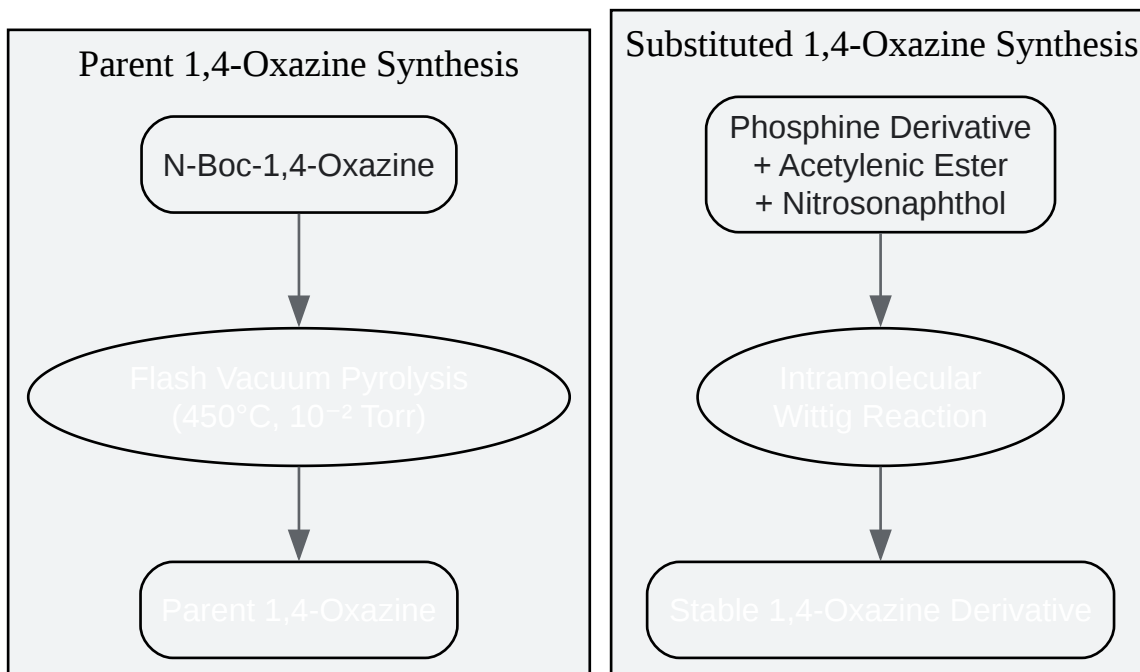 Parent 1,4-Oxazine Synthesis
N-Boc-1,4-Oxazine
Flash Vacuum Pyrolysis
(450°C, 10⁻² Torr)
Parent 1,4-Oxazine
Substituted 1,4-Oxazine Synthesis
Phosphine Derivative
+ Acetylenic Ester
+ Nitrosonaphthol
Intramolecular
Wittig Reaction
Stable 1,4-Oxazine Derivative